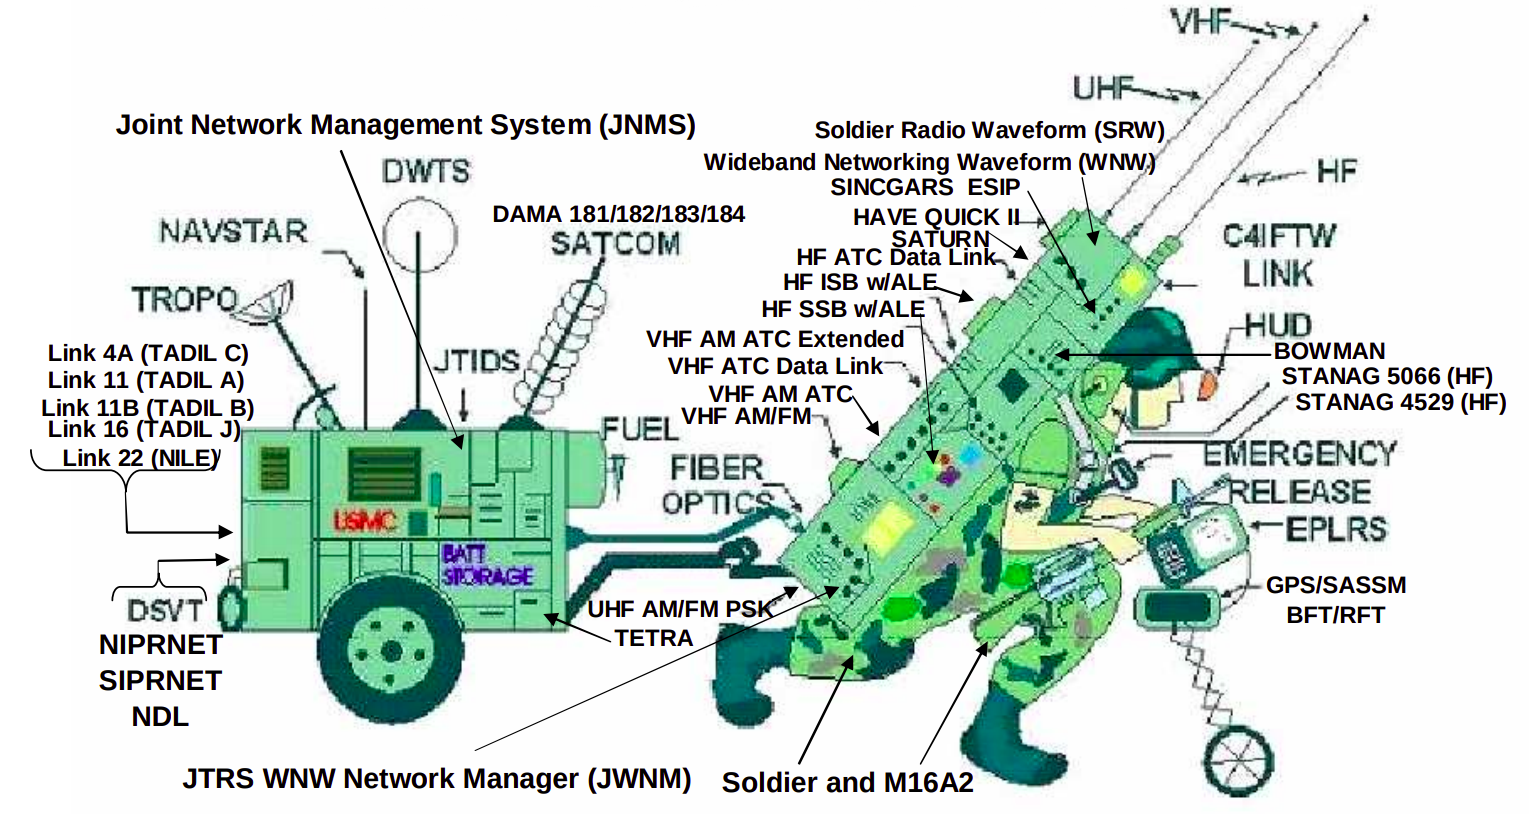 VHF
UHF
Joint Network Management System (JNMS)
Soldier Radio Waveform (SRW)
DWTS
Wideband Networking Waveform (WNW)
HF
SINCGARS ESIP
DAMA 181/182/183/184
SATCOM
HAVE QUICK II
NAVSTAR
SATURN
C4IFTW
LINK
HF ATC Data Link
HF ISB w/ALE
TROPO
HF SSB w/ALE
HUD
VHF AM ATC Extended
BOWMAN
Link 4A (TADIL C)
JTIDS
VHF ATC Data Link
STANAG 5066 (HF)
Link 11 (TADIL A)
VHF AM ATC
STANAG 4529 (HF)
Link 11B (TADIL B)
VHF AM/FM
Link 16 (TADIL J)
FUEL
Link 22 (NILE)
EMERGENCY
RELEASE
FIBER
OPTICS
USMC
EPLRS
BATT
STORAGE
GPS/SASSM
BFT/RFT
DSVT
UHF AM/FM PSK
TETRA
NIPRNET
SIPRNET
NDL
JTRS WNW Network Manager (JWNM)
Soldier and M16A2